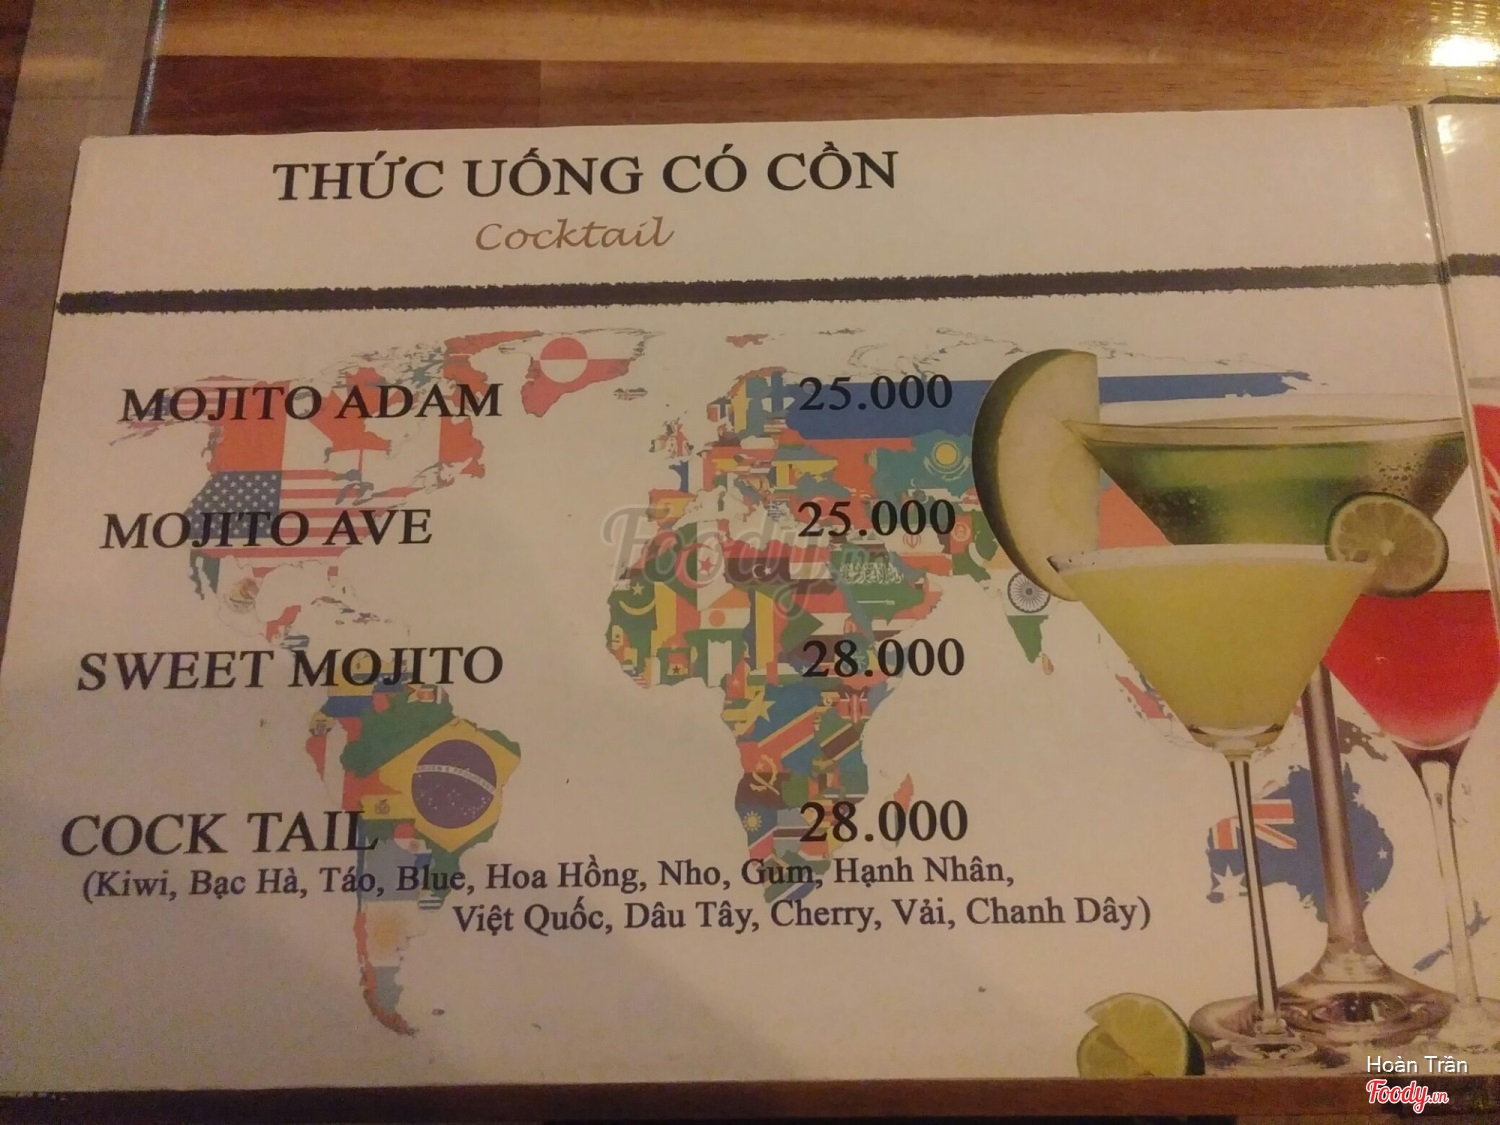 THỨC UỐNG CÓ CỒN
Cocktail
MOJITO ADAM 25.000
MOJITO AVE 25.000
SWEET MOJITO 28.000
COCK TAIL 28.000
(Kiwi, Bạc Hà, Táo, Blue, Hoa Hồng, Nho, Gum, Hạnh Nhân,
Việt Quốc, Dâu Tây, Cherry, Vải, Chanh Dây)
Foody.vn
Hoàn Trần
Foody.vn